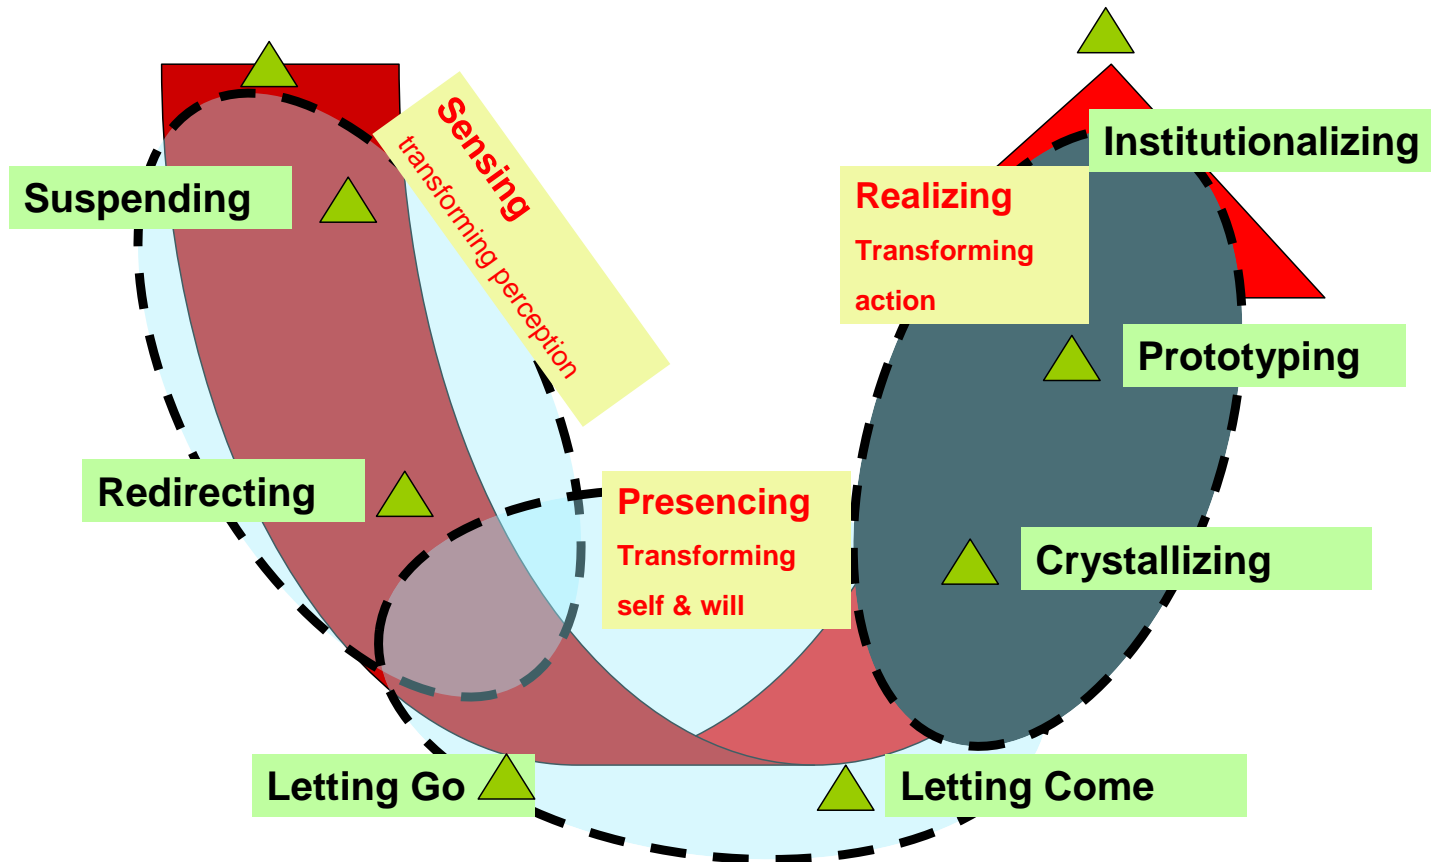 Sensing
transforming perception
Suspending
Redirecting
Letting Go
Presencing
Transforming
self & will
Letting Come
Crystallizing
Prototyping
Realizing
Transforming
action
Institutionalizing